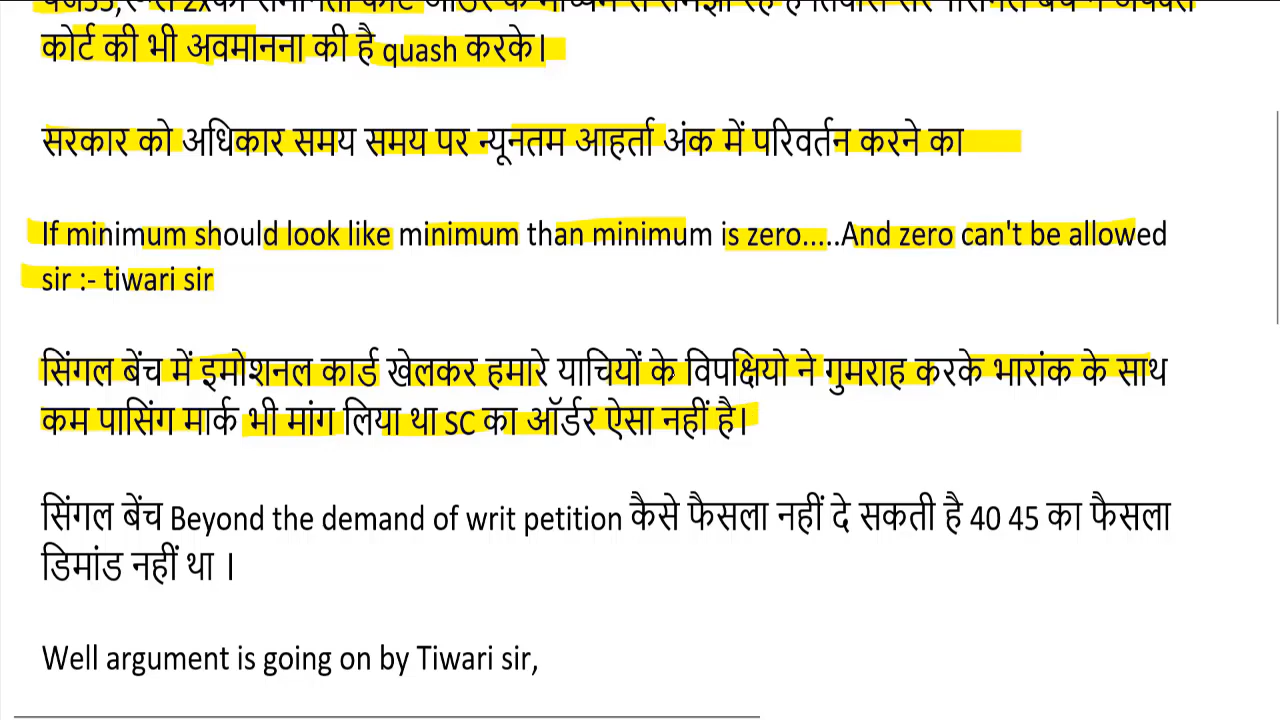 कोर्ट की भी अवमानना की है quash करके।
सरकार को अधिकार समय समय पर न्यूनतम आहर्ता अंक में परिवर्तन करने का
If minimum should look like minimum than minimum is zero.....And zero can't be allowed
sir :- tiwari sir
सिंगल बेंच में इमोशनल कार्ड खेलकर हमारे याचियों के विपक्षियो ने गुमराह करके भारांक के साथ
कम पासिंग मार्क भी मांग लिया था SC का ऑर्डर ऐसा नहीं है।
सिंगल बेंच Beyond the demand of writ petition कैसे फैसला नहीं दे सकती है 40 45 का फैसला
डिमांड नहीं था ।
Well argument is going on by Tiwari sir,